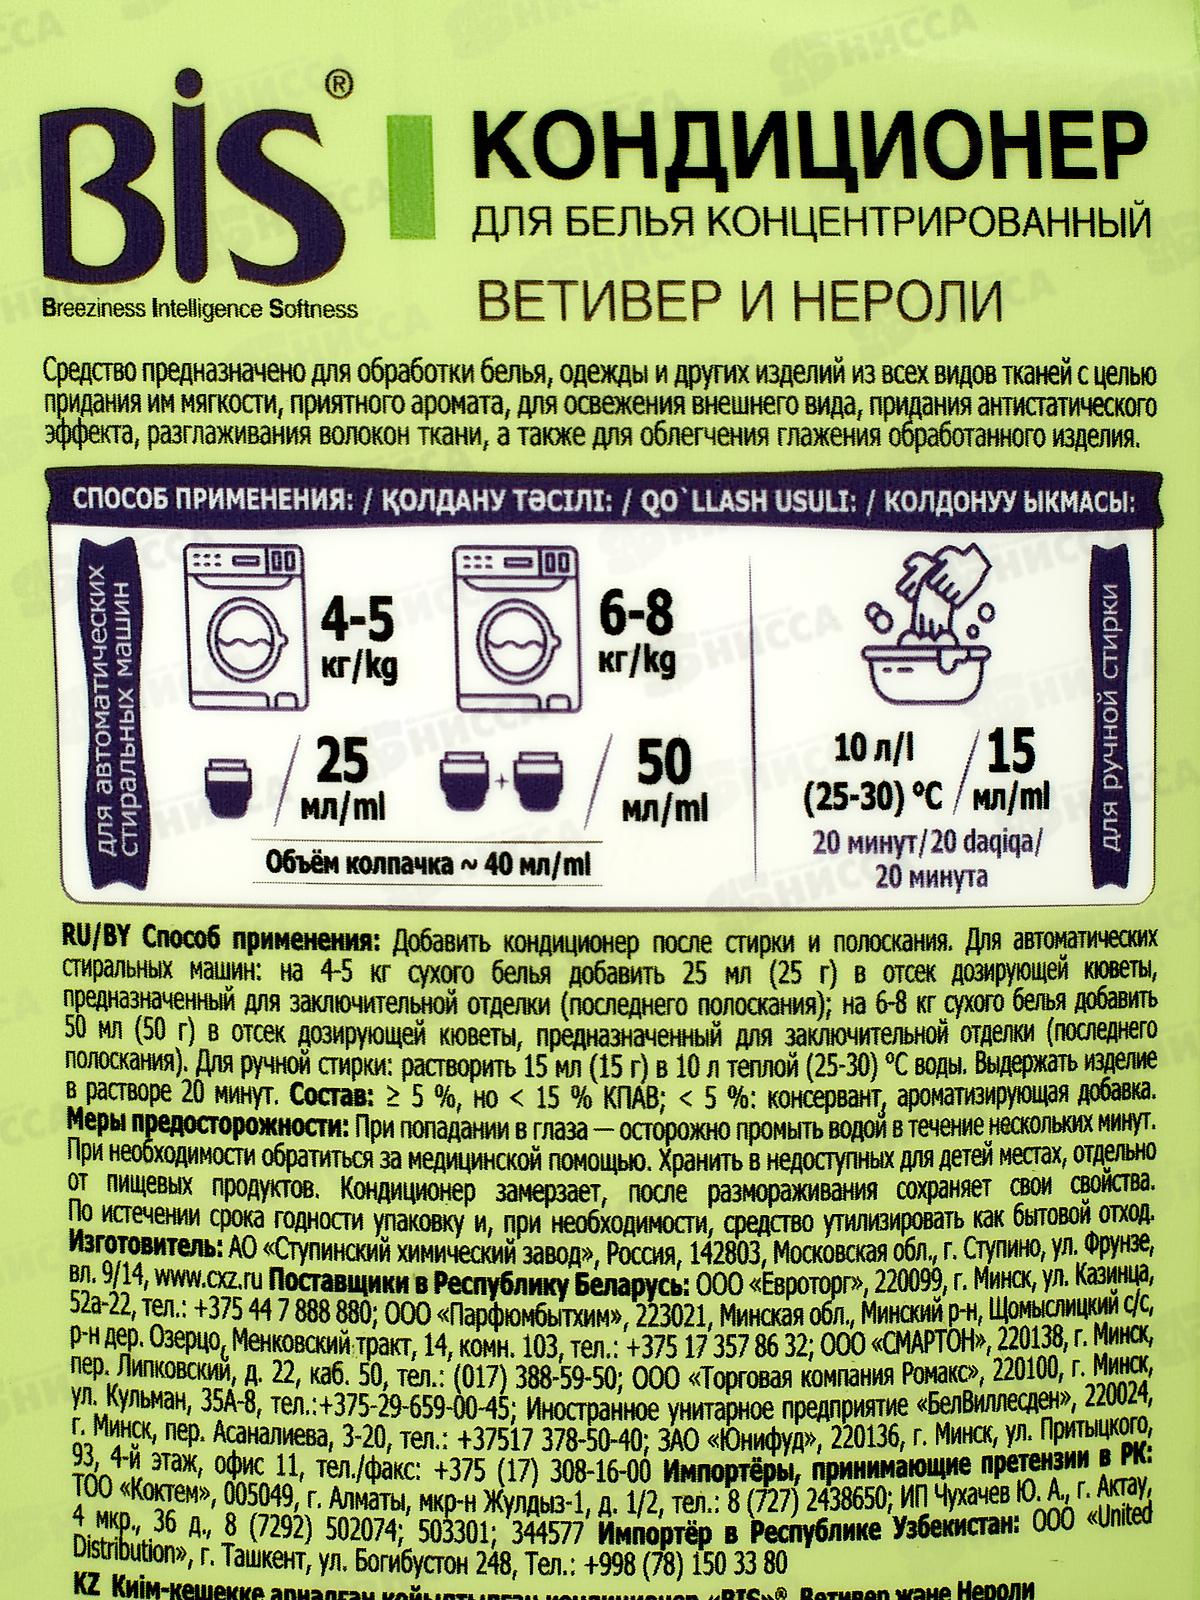 BiS®
Breeziness Intelligence Softness
КОНДИЦИОНЕР
ДЛЯ БЕЛЬЯ КОНЦЕНТРИРОВАННЫЙ
ВЕТИВЕР И НЕРОЛИ
Средство предназначено для обработки белья, одежды и других изделий из всех видов тканей с целью
придания им мягкости, приятного аромата, для освежения внешнего вида, придания антистатического
эффекта, разглаживания волокон ткани, а также для облегчения глажения обработанного изделия.
СПОСОБ ПРИМЕНЕНИЯ: / ҚОЛДАНУ ТӘСІЛІ: / QO`LLASH USULI: / КОЛДОНУУ ЫКМАСЫ:
для автоматических
стиральных машин
4-5
кг/kg
6-8
кг/kg
25
мл/ml
+
50
мл/ml
Объём колпачка ~ 40 мл/ml
10 л/l
(25-30) °C
15
мл/ml
20 минут/20 daqiqa/
20 минута
для ручной стирки
RU/BY Способ применения: Добавить кондиционер после стирки и полоскания. Для автоматических
стиральных машин: на 4-5 кг сухого белья добавить 25 мл (25 г) в отсек дозирующей кюветы,
предназначенный для заключительной отделки (последнего полоскания); на 6-8 кг сухого белья добавить
50 мл (50 г) в отсек дозирующей кюветы, предназначенный для заключительной отделки (последнего
полоскания). Для ручной стирки: растворить 15 мл (15 г) в 10 л теплой (25-30) °С воды. Выдержать изделие
в растворе 20 минут. Состав: ≥ 5 %, но < 15 % КПАВ; < 5 %: консервант, ароматизирующая добавка.
Меры предосторожности: При попадании в глаза — осторожно промыть водой в течение нескольких минут.
При необходимости обратиться за медицинской помощью. Хранить в недоступных для детей местах, отдельно
от пищевых продуктов. Кондиционер замерзает, после размораживания сохраняет свои свойства.
По истечении срока годности упаковку и, при необходимости, средство утилизировать как бытовой отход.
Изготовитель: АО «Ступинский химический завод», Россия, 142803, Московская обл., г. Ступино, ул. Фрунзе,
вл. 9/14, www.cxz.ru Поставщики в Республику Беларусь: ООО «Евроторг», 220099, г. Минск, ул. Казинца,
52а-22, тел.: +375 44 7 888 880; ООО «Парфюмбытхим», 223021, Минская обл., Минский р-н, Щомыслицкий с/с,
р-н дер. Озерцо, Менковский тракт, 14, комн. 103, тел.: +375 17 357 86 32; ООО «СМАРТОН», 220138, г. Минск,
пер. Липковский, д. 22, каб. 50, тел.: (017) 388-59-50; ООО «Торговая компания Ромакс», 220100, г. Минск,
ул. Кульман, 35А-8, тел.:+375-29-659-00-45; Иностранное унитарное предприятие «БелВиллесден», 220024,
г. Минск, пер. Асаналиева, 3-20, тел.: +37517 378-50-40; ЗАО «Юнифуд», 220136, г. Минск, ул. Притыцкого,
93, 4-й этаж, офис 11, тел./факс: +375 (17) 308-16-00 Импортёры, принимающие претензии в РК:
ТОО «Коктем», 005049, г. Алматы, мкр-н Жулдыз-1, д. 1/2, тел.: 8 (727) 2438650; ИП Чухачев Ю. А., г. Актау,
4 мкр., 36 д., 8 (7292) 502074; 503301; 344577 Импортёр в Республике Узбекистан: ООО «United
Distribution», г. Ташкент, ул. Богибустон 248, Тел.: +998 (78) 150 33 80
KZ Киім-кешекке арналған қойылтылған кондиционер «BIS»® Ветивер және Нероли